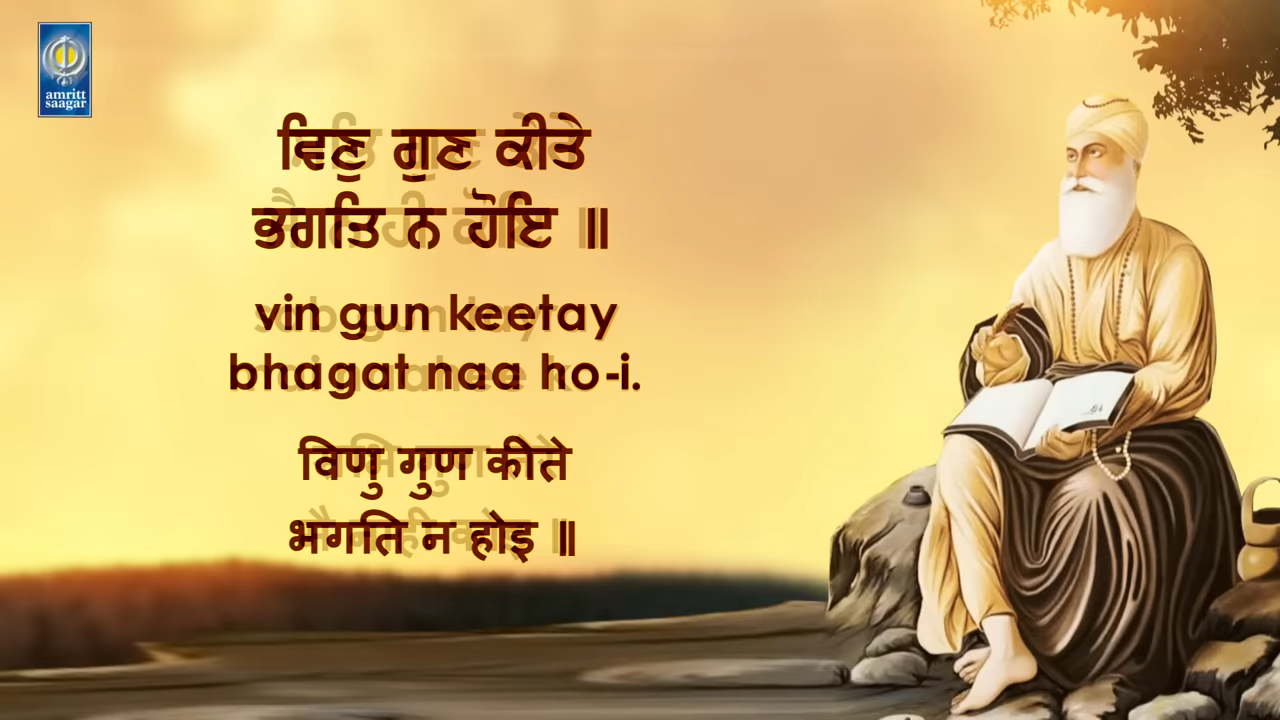 amritt
saagar
ਵਿਣੁ ਗੁਣ ਕੀਤੇ
ਭਗਤਿ ਨ ਹੋਇ ॥
vin gun keetay
bhagat naa ho-i.
विणु गुण कीते
भगति न होइ ॥